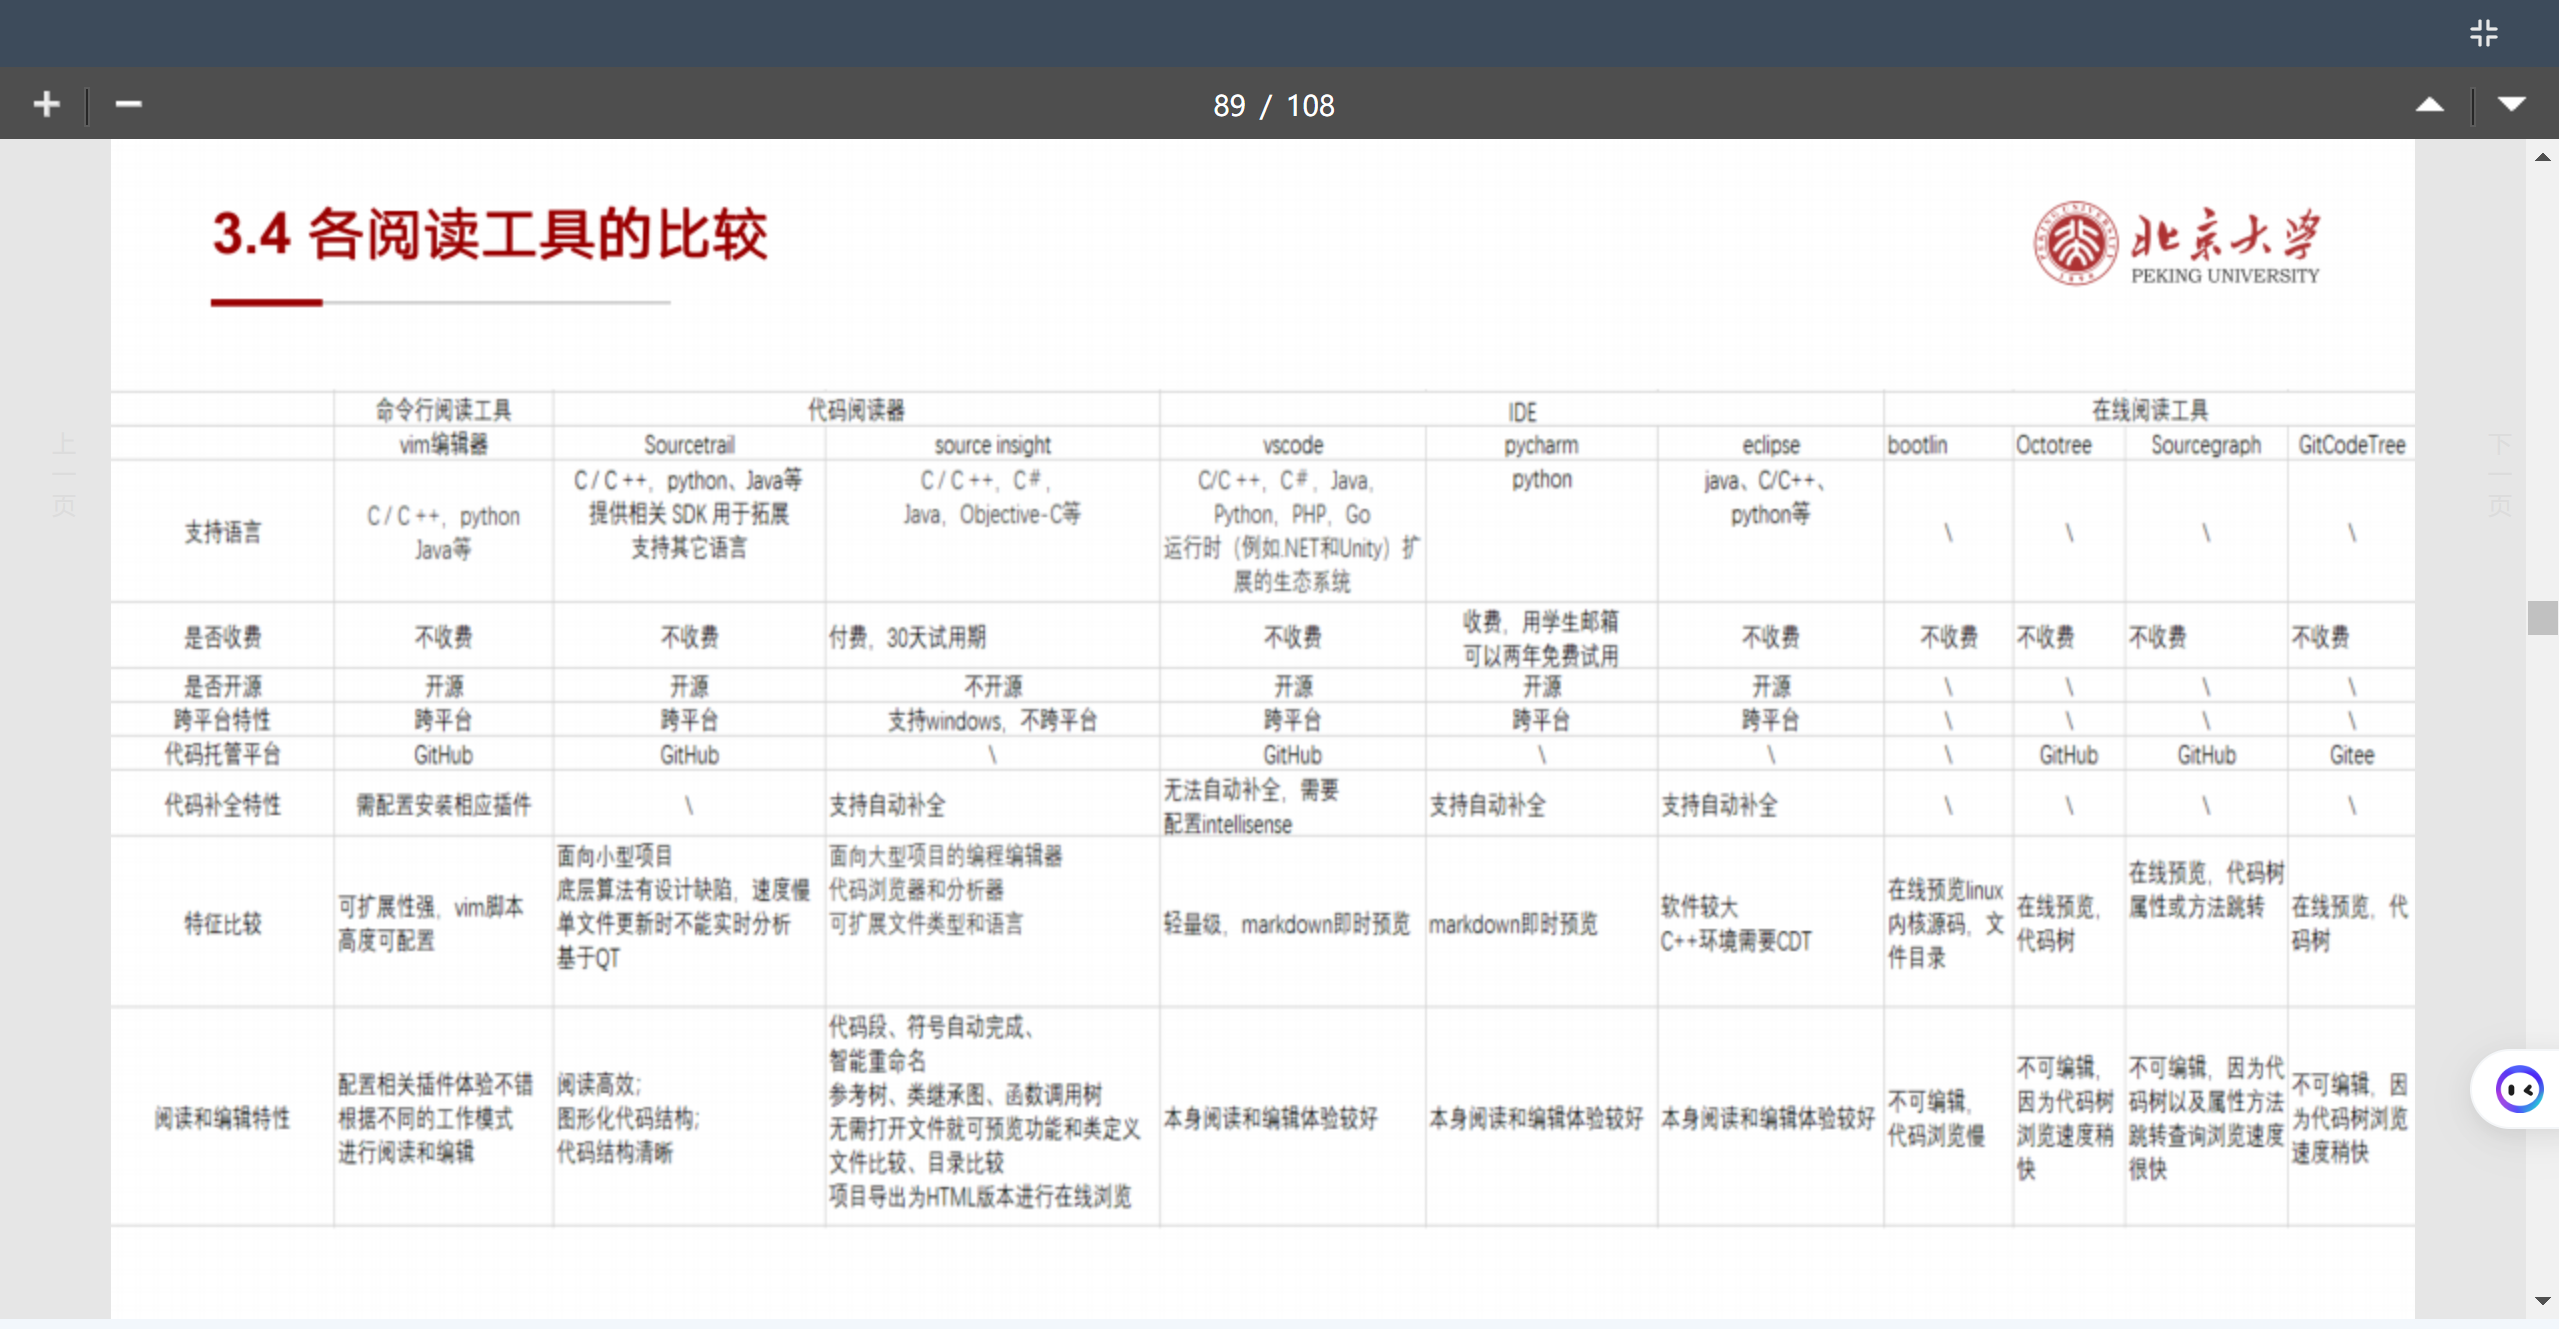 89 / 108
上一页
下一页
3.4 各阅读工具的比较
北京大学
PEKING UNIVERSITY
命令行阅读工具 代码阅读器 IDE 在线阅读工具
vim编辑器 Sourcetrail source insight vscode pycharm eclipse bootlin Octotree Sourcegraph GitCodeTree
支持语言
C / C ++，python
Java等
C / C ++，python、Java等
提供相关 SDK 用于拓展
支持其它语言
C / C ++，C#，
Java，Objective-C等
C/C ++，C#，Java，
Python，PHP，Go
运行时（例如.NET和Unity）扩
展的生态系统
python
java、C/C++、
python等
\ \ \ \
是否收费 不收费 不收费 付费，30天试用期 不收费
收费，用学生邮箱
可以两年免费试用
不收费 不收费 不收费 不收费 不收费
是否开源 开源 开源 不开源 开源 开源 开源 \ \ \ \
跨平台特性 跨平台 跨平台 支持windows，不跨平台 跨平台 跨平台 跨平台 \ \ \ \
代码托管平台 GitHub GitHub \ GitHub \ \ \ GitHub GitHub Gitee
代码补全特性 需配置安装相应插件 \ 支持自动补全
无法自动补全，需要
配置intellisense
支持自动补全 支持自动补全 \ \ \ \
特征比较
可扩展性强，vim脚本
高度可配置
面向小型项目
底层算法有设计缺陷，速度慢
单文件更新时不能实时分析
基于QT
面向大型项目的编程编辑器
代码浏览器和分析器
可扩展文件类型和语言
轻量级，markdown即时预览
markdown即时预览
软件较大
C++环境需要CDT
在线预览linux
内核源码，文
件目录
在线预览，
代码树
在线预览，代码树
属性或方法跳转
在线预览，代
码树
阅读和编辑特性
配置相关插件体验不错
根据不同的工作模式
进行阅读和编辑
阅读高效;
图形化代码结构;
代码结构清晰
代码段、符号自动完成、
智能重命名
参考树、类继承图、函数调用树
无需打开文件就可预览功能和类定义
文件比较、目录比较
项目导出为HTML版本进行在线浏览
本身阅读和编辑体验较好
本身阅读和编辑体验较好
本身阅读和编辑体验较好
不可编辑，
代码浏览慢
不可编辑，
因为代码树
浏览速度稍
快
不可编辑，因为代
码树以及属性方法
跳转查询浏览速度
很快
不可编辑，因
为代码树浏览
速度稍快